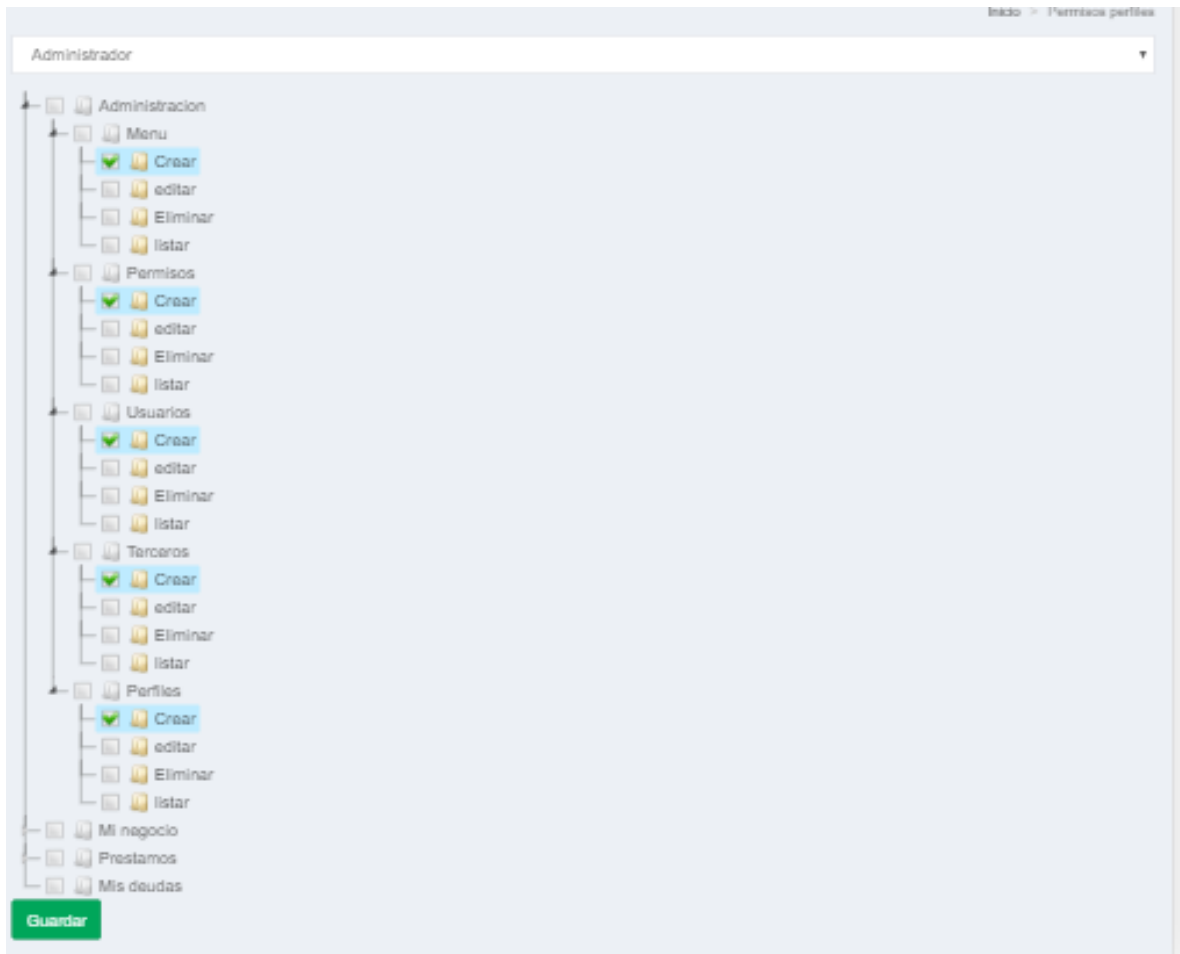 Inicio > Permisos perfiles
Administrador
Administracion
Menu
Crear
editar
Eliminar
listar
Permisos
Crear
editar
Eliminar
listar
Usuarios
Crear
editar
Eliminar
listar
Terceros
Crear
editar
Eliminar
listar
Perfiles
Crear
editar
Eliminar
listar
Mi negocio
Prestamos
Mis deudas
Guardar